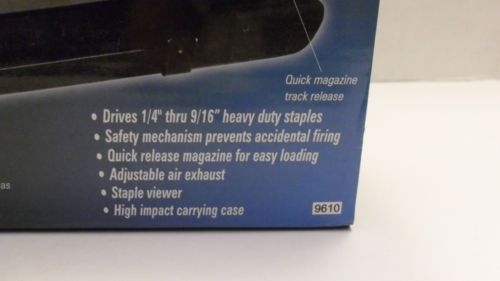 Quick magazine
track release
• Drives 1/4" thru 9/16" heavy duty staples
• Safety mechanism prevents accidental firing
• Quick release magazine for easy loading
• Adjustable air exhaust
as
• Staple viewer
• High impact carrying case
9610